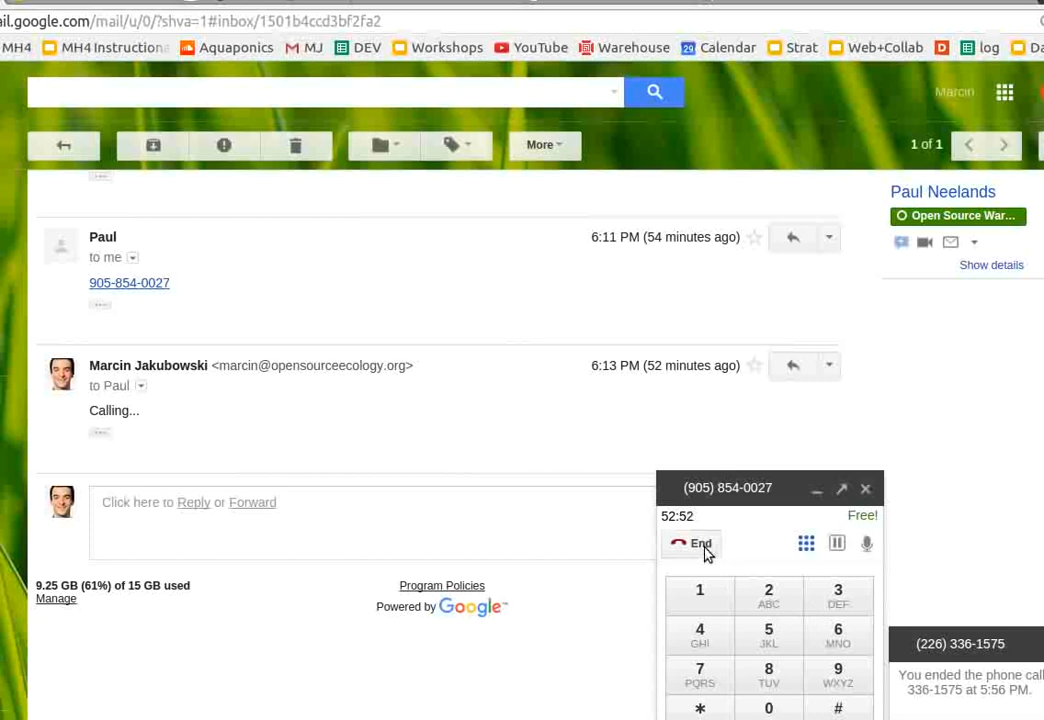 ail.google.com/mail/u/0/?shva=1#inbox/1501b4ccd3bf2fa2
MH4 MH4 Instruction Aquaponics MJ DEV Workshops YouTube Warehouse 29 Calendar Strat Web+Collab D log Da
Marcin
More
1 of 1
Paul Neelands
Open Source War...
Show details
Paul
6:11 PM (54 minutes ago)
to me
905-854-0027
Marcin Jakubowski <marcin@opensourceecology.org>
6:13 PM (52 minutes ago)
to Paul
Calling...
Click here to Reply or Forward
9.25 GB (61%) of 15 GB used
Manage
Program Policies
Powered by Google™
(905) 854-0027
52:52 Free!
End
1 2 ABC 3 DEF
4 GHI 5 JKL 6 MNO
7 PQRS 8 TUV 9 WXYZ
* 0 #
(226) 336-1575
You ended the phone call
336-1575 at 5:56 PM.